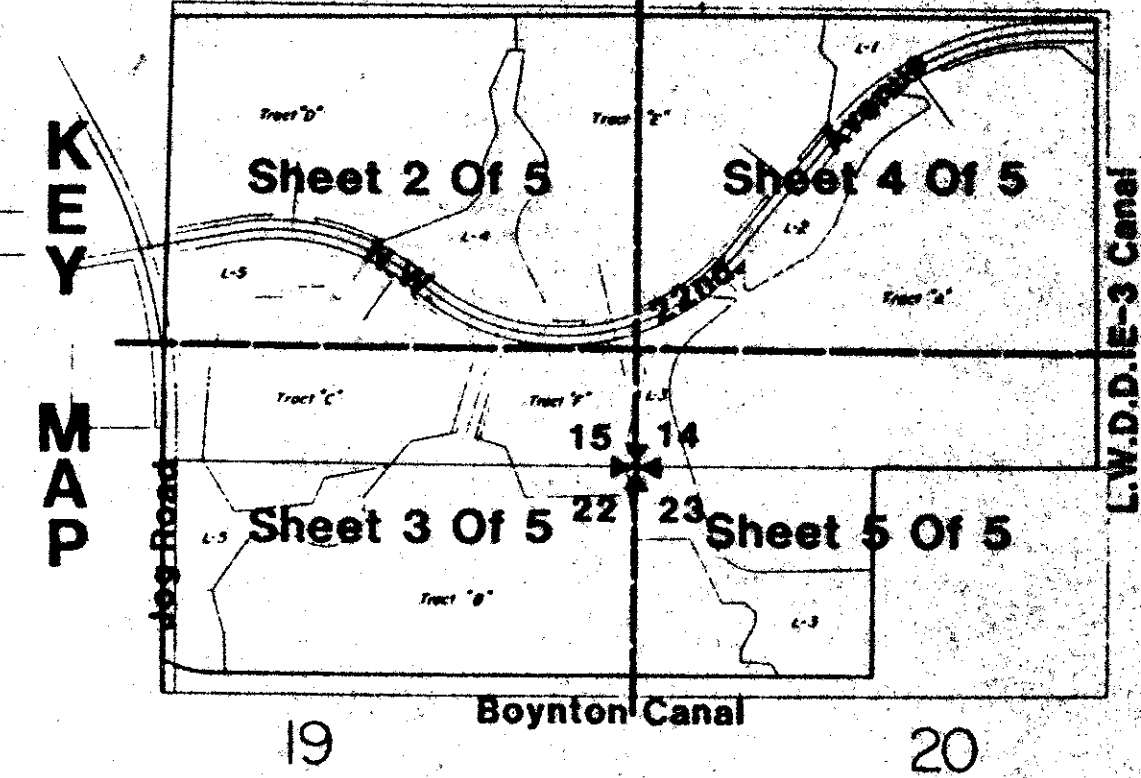 KEY MAP
L-1
Tract "D"
Tract "E"
Sheet 2 Of 5
Sheet 4 Of 5
N.W. 22nd. Avenue
L-4
L-2
L-5
Tract "A"
L.W.D.D. E-3 Canal
Tract "C"
Tract "F"
L-3
15 14
22 23
Jog Road
L-5
Sheet 3 Of 5
Sheet 5 Of 5
Tract "B"
L-3
Boynton Canal
19
20